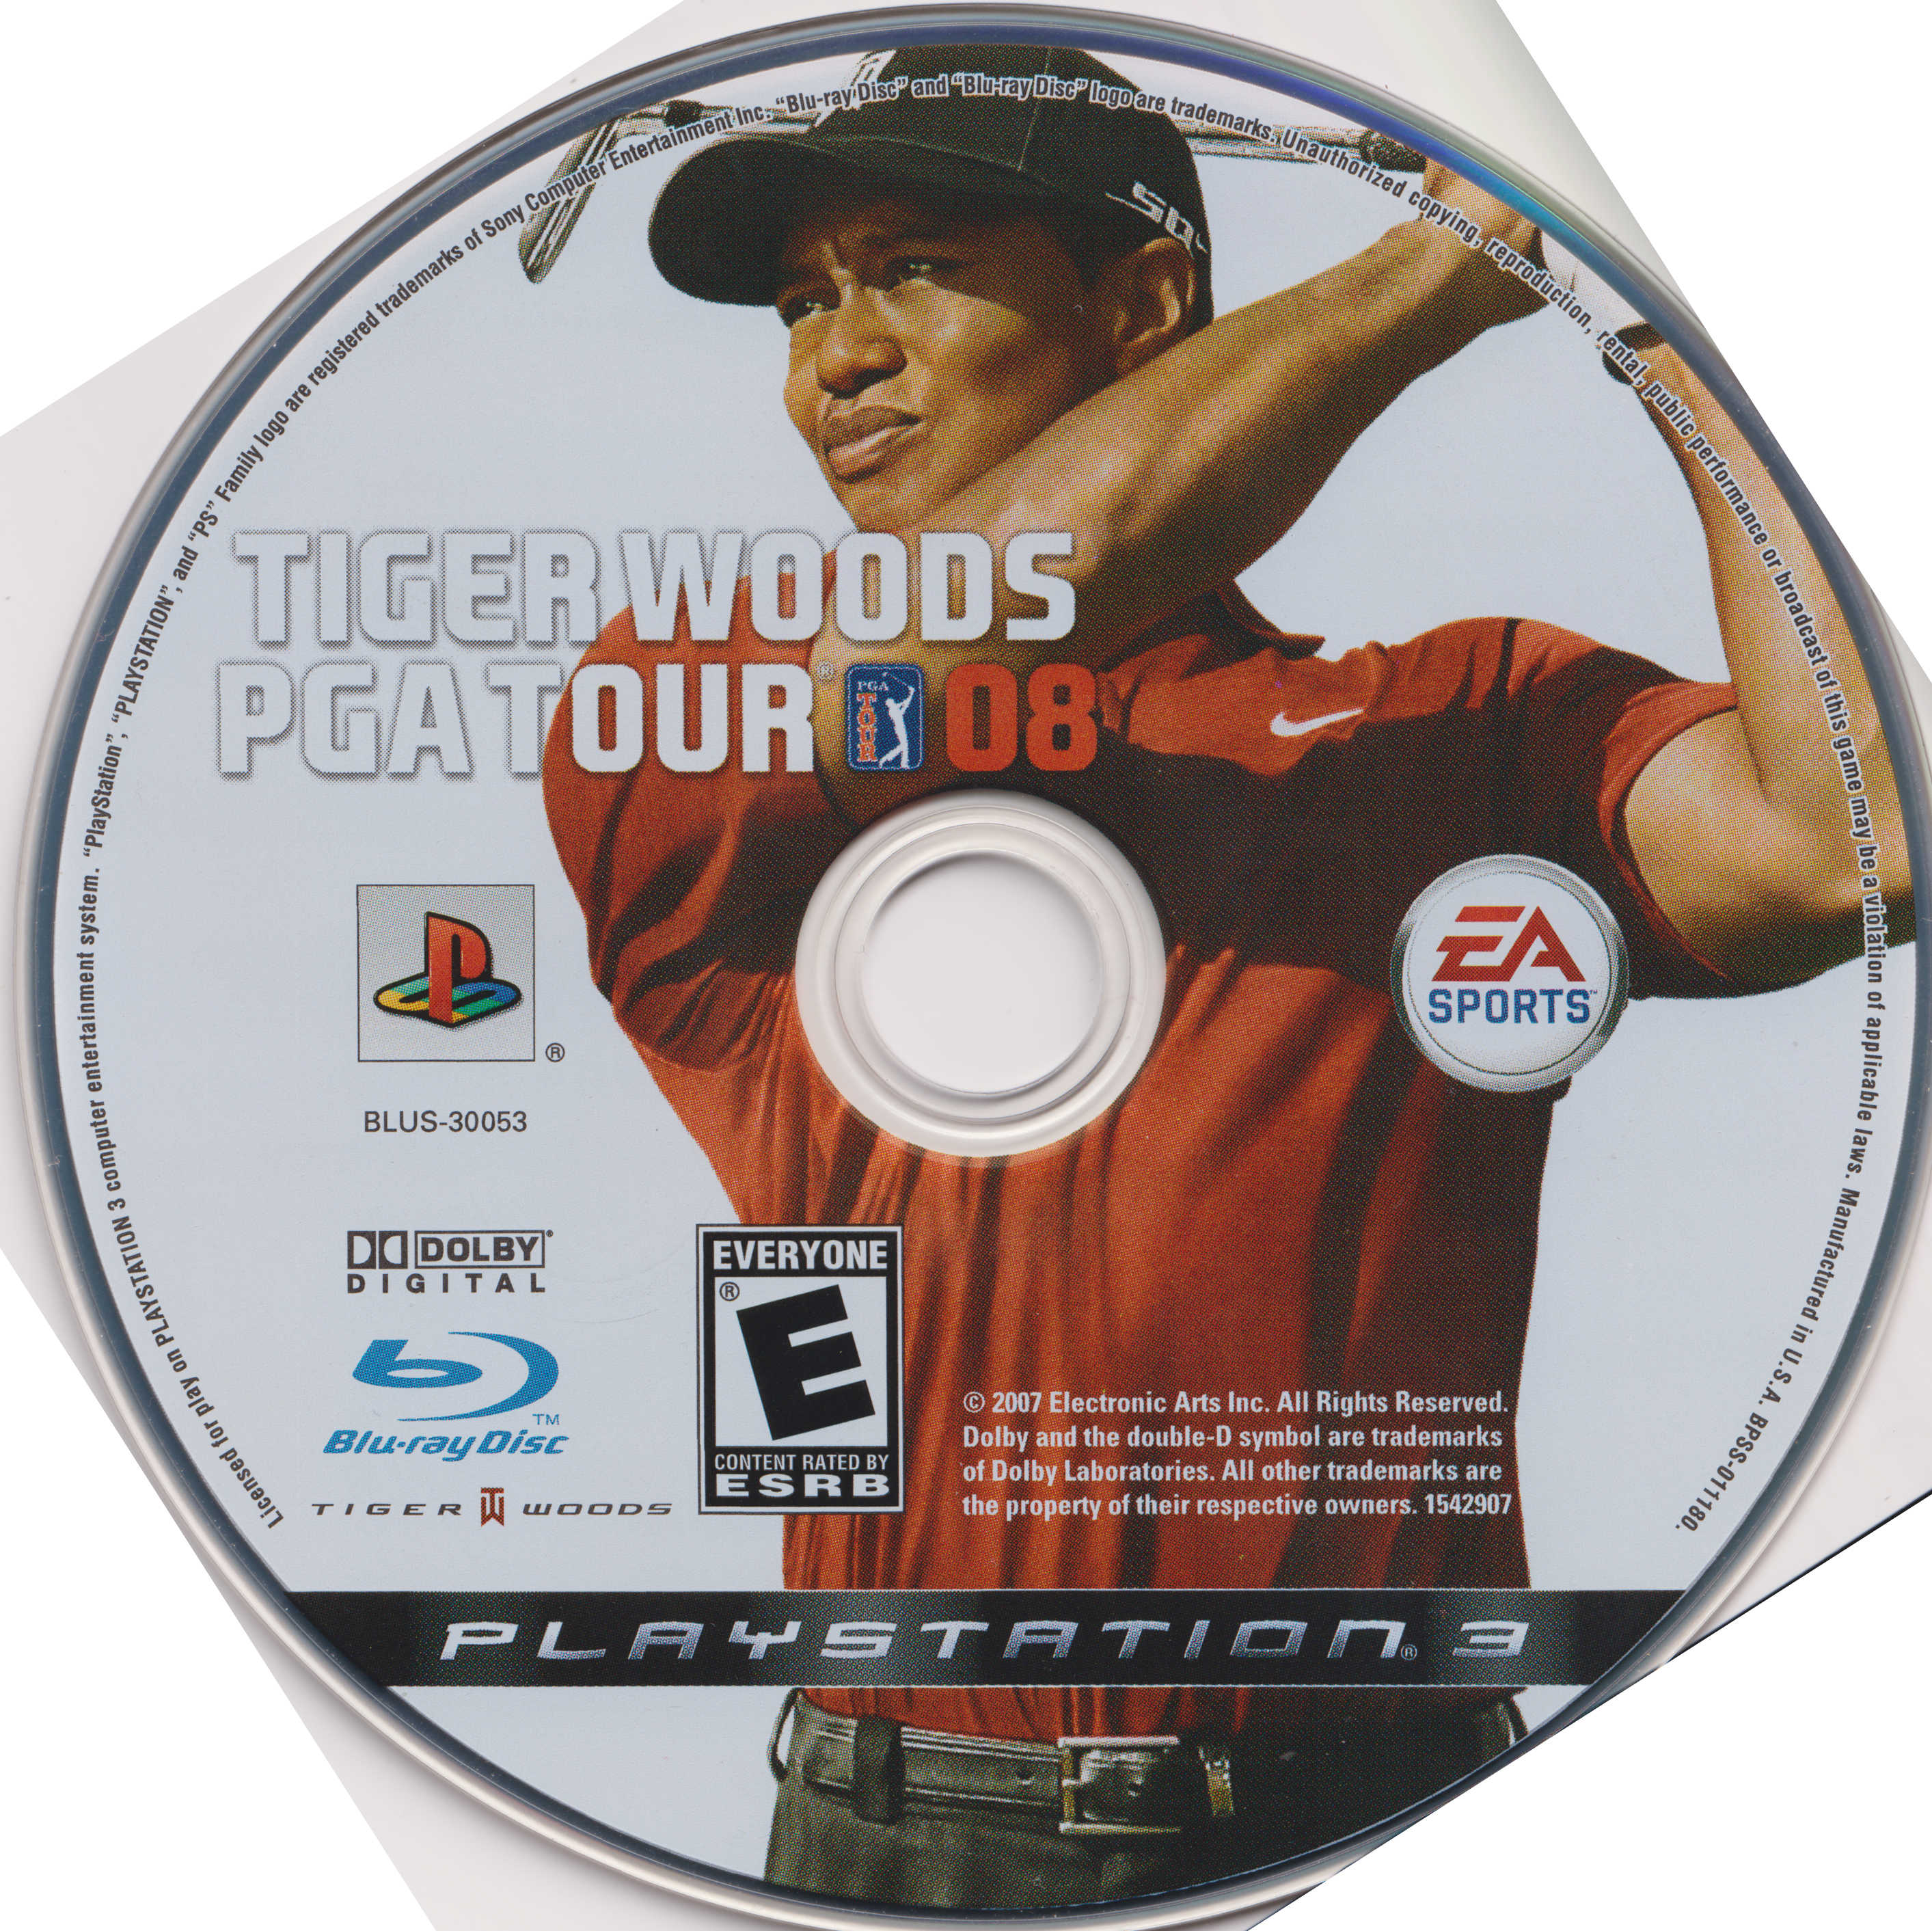 Licensed for play on PLAYSTATION 3 computer entertainment system. “PlayStation”, “PLAYSTATION”, and “PS” Family logo are registered trademarks of Sony Computer Entertainment Inc. “Blu-ray Disc” and “Blu-ray Disc” logo are trademarks. Unauthorized copying, reproduction, rental, public performance or broadcast of this game may be a violation of applicable laws. Manufactured in U.S.A. BPSS-011180.
SQ
TIGER WOODS
PGA TOUR® PGA TOUR 08
EA
SPORTS™
®
BLUS-30053
DOLBY®
DIGITAL
Blu-ray Disc™
TIGER TW WOODS
EVERYONE
®
E
CONTENT RATED BY
ESRB
© 2007 Electronic Arts Inc. All Rights Reserved.
Dolby and the double-D symbol are trademarks
of Dolby Laboratories. All other trademarks are
the property of their respective owners. 1542907
PLAYSTATION® 3